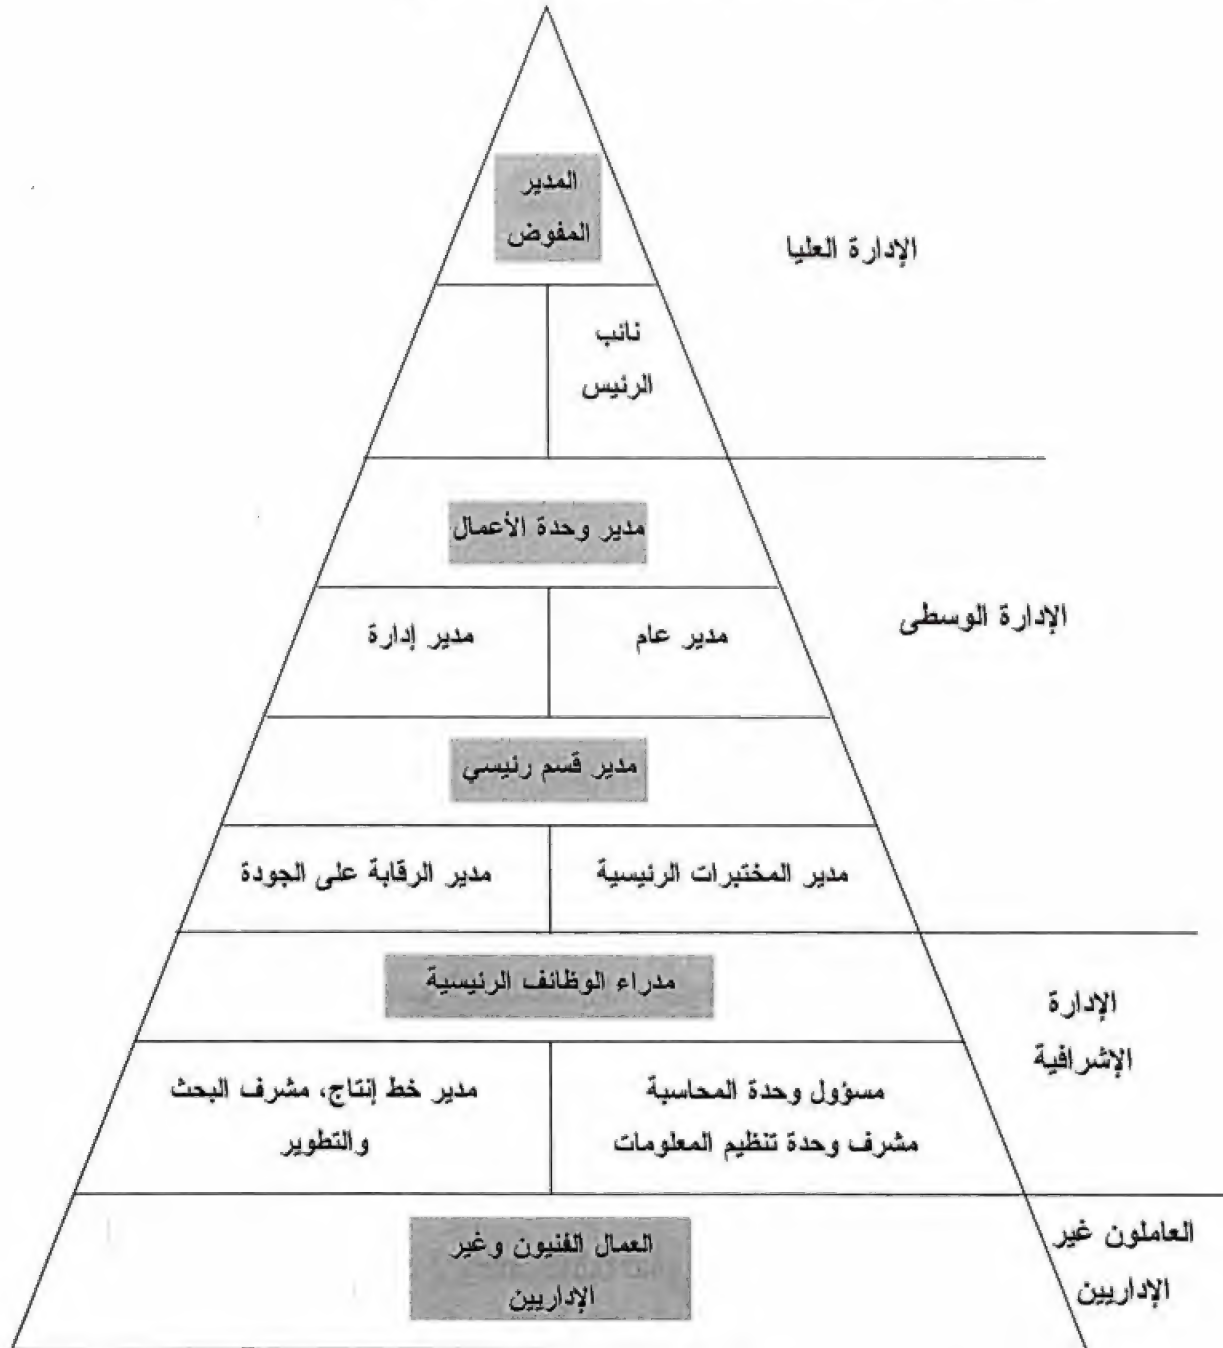 المدير
المفوض
الإدارة العليا
نائب
الرئيس
مدير وحدة الأعمال
الإدارة الوسطى
مدير عام
مدير إدارة
مدير قسم رئيسي
مدير المختبرات الرئيسية
مدير الرقابة على الجودة
مدراء الوظائف الرئيسية
الإدارة
الإشرافية
مسؤول وحدة المحاسبة
مشرف وحدة تنظيم المعلومات
مدير خط إنتاج، مشرف البحث
والتطوير
العمال الفنيون وغير
الإداريين
العاملون غير
الإداريين